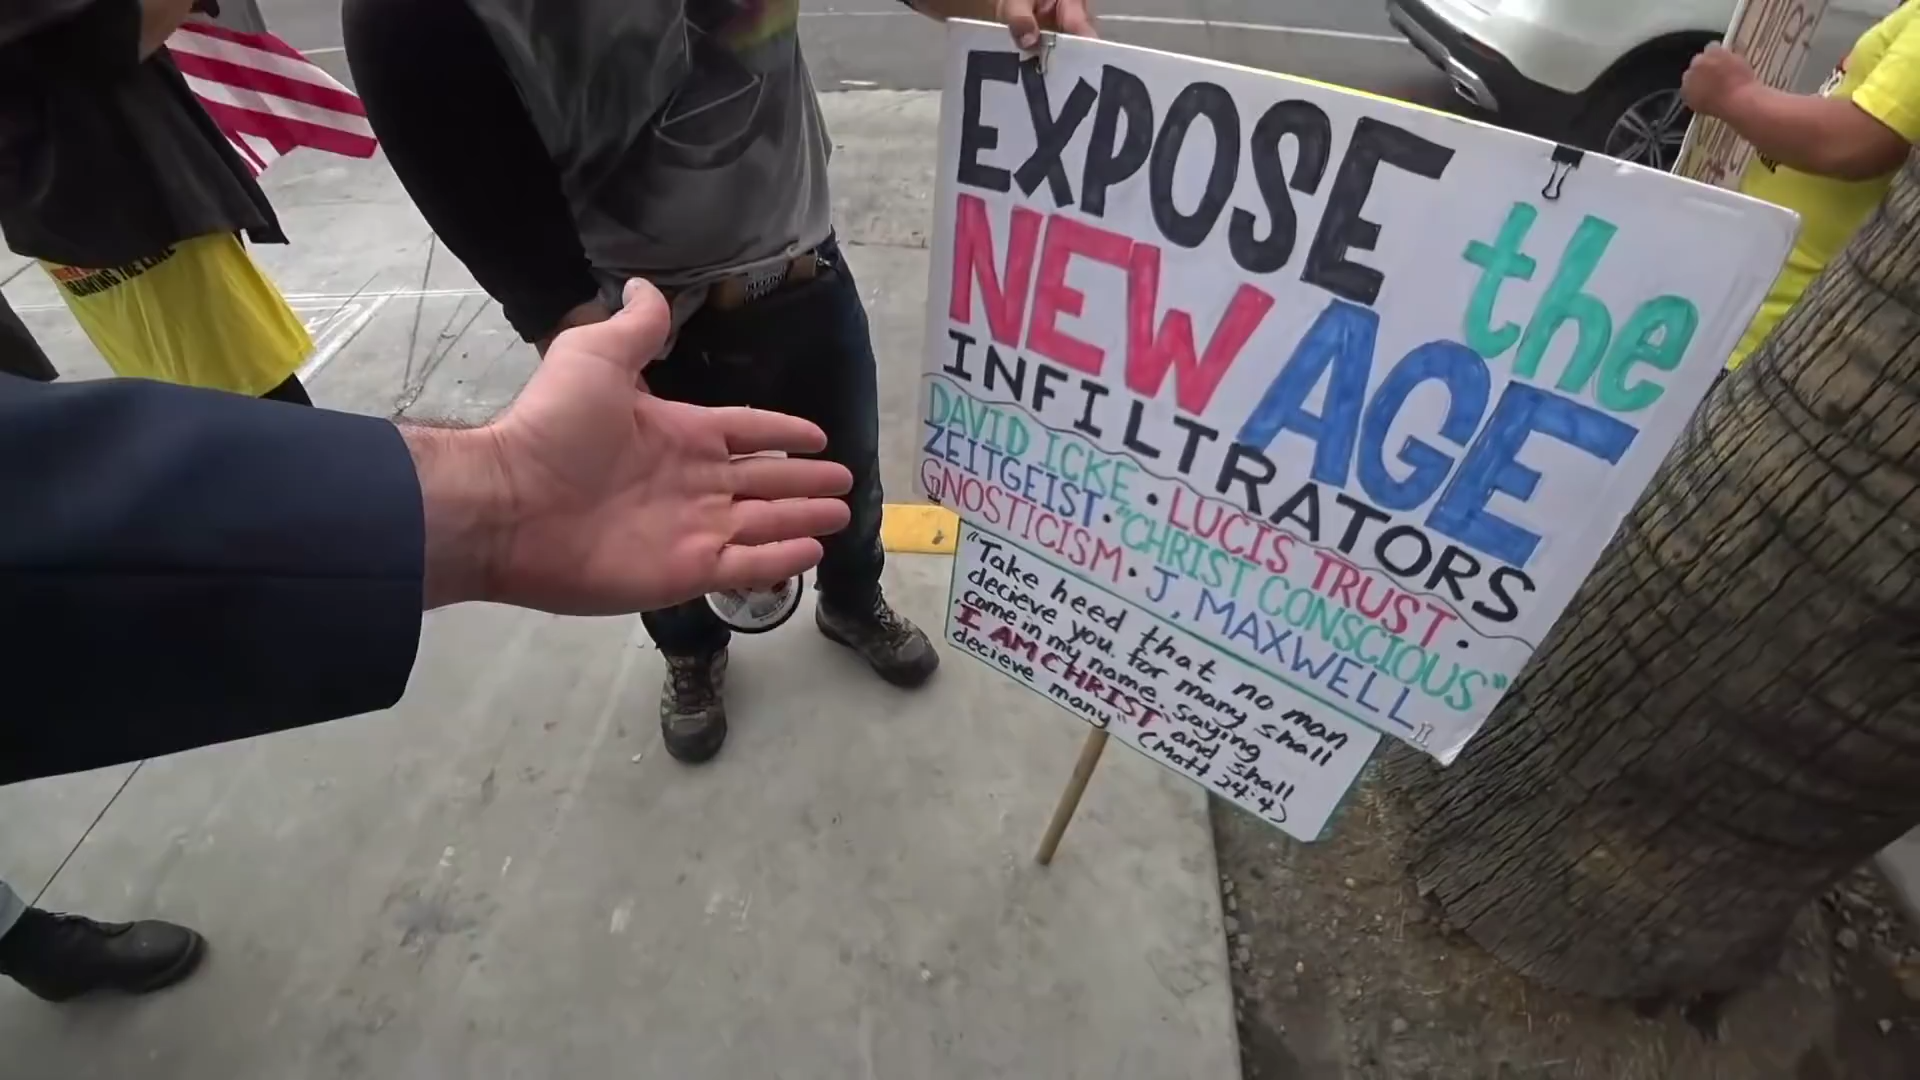 EXPOSE the
NEW AGE
INFILTRATORS
DAVID ICKE • LUCIS TRUST •
ZEITGEIST • "CHRIST CONSCIOUS"
GNOSTICISM • J, MAXWELL
"Take heed that no man
decieve you. for many shall
come in my name, saying
I AM CHRIST" and shall
decieve many" (Matt 24:4)
THE LINE